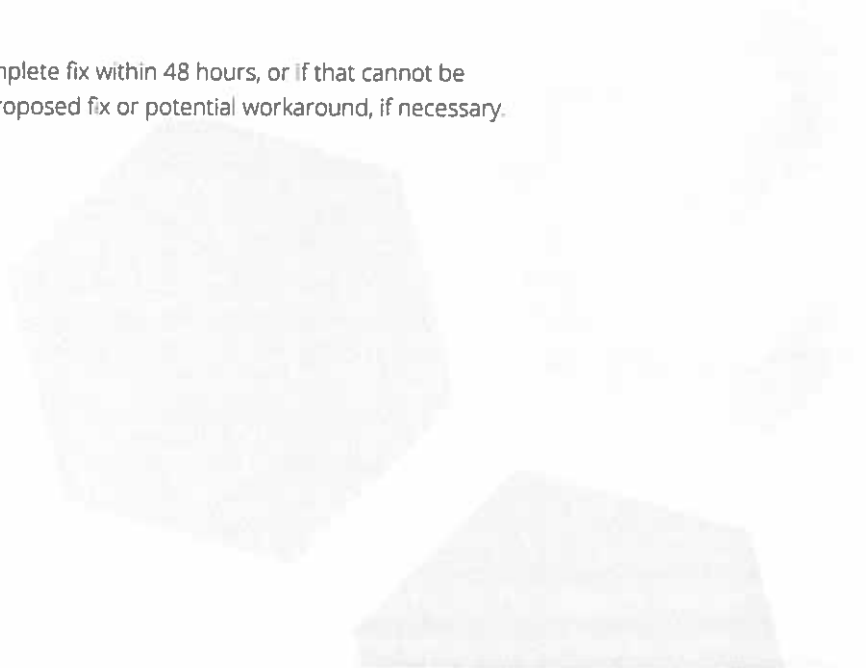 nplete fix within 48 hours, or if that cannot be
roposed fix or potential workaround, if necessary.